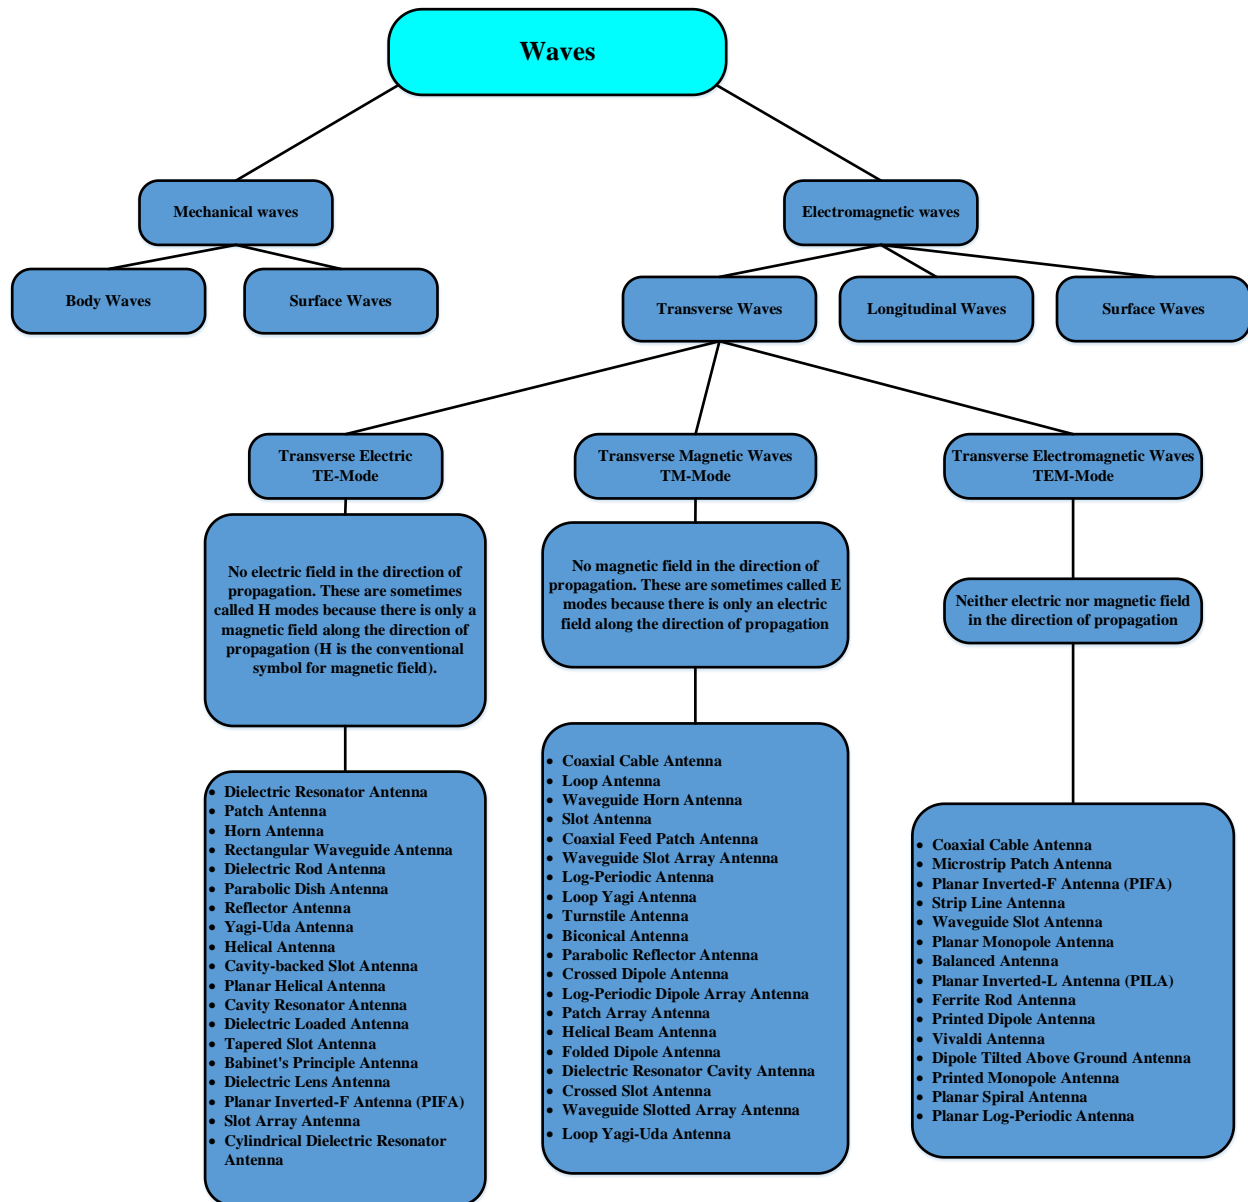 Waves
Mechanical waves
Electromagnetic waves
Body Waves
Surface Waves
Transverse Waves
Longitudinal Waves
Surface Waves
Transverse Electric
TE-Mode
Transverse Magnetic Waves
TM-Mode
Transverse Electromagnetic Waves
TEM-Mode
No electric field in the direction of
propagation. These are sometimes
called H modes because there is only a
magnetic field along the direction of
propagation (H is the conventional
symbol for magnetic field).
No magnetic field in the direction of
propagation. These are sometimes called E
modes because there is only an electric
field along the direction of propagation
Neither electric nor magnetic field
in the direction of propagation
• Dielectric Resonator Antenna
• Patch Antenna
• Horn Antenna
• Rectangular Waveguide Antenna
• Dielectric Rod Antenna
• Parabolic Dish Antenna
• Reflector Antenna
• Yagi-Uda Antenna
• Helical Antenna
• Cavity-backed Slot Antenna
• Planar Helical Antenna
• Cavity Resonator Antenna
• Dielectric Loaded Antenna
• Tapered Slot Antenna
• Babinet's Principle Antenna
• Dielectric Lens Antenna
• Planar Inverted-F Antenna (PIFA)
• Slot Array Antenna
• Cylindrical Dielectric Resonator
Antenna
• Coaxial Cable Antenna
• Loop Antenna
• Waveguide Horn Antenna
• Slot Antenna
• Coaxial Feed Patch Antenna
• Waveguide Slot Array Antenna
• Log-Periodic Antenna
• Loop Yagi Antenna
• Turnstile Antenna
• Biconical Antenna
• Parabolic Reflector Antenna
• Crossed Dipole Antenna
• Log-Periodic Dipole Array Antenna
• Patch Array Antenna
• Helical Beam Antenna
• Folded Dipole Antenna
• Dielectric Resonator Cavity Antenna
• Crossed Slot Antenna
• Waveguide Slotted Array Antenna
• Loop Yagi-Uda Antenna
• Coaxial Cable Antenna
• Microstrip Patch Antenna
• Planar Inverted-F Antenna (PIFA)
• Strip Line Antenna
• Waveguide Slot Antenna
• Planar Monopole Antenna
• Balanced Antenna
• Planar Inverted-L Antenna (PILA)
• Ferrite Rod Antenna
• Printed Dipole Antenna
• Vivaldi Antenna
• Dipole Tilted Above Ground Antenna
• Printed Monopole Antenna
• Planar Spiral Antenna
• Planar Log-Periodic Antenna